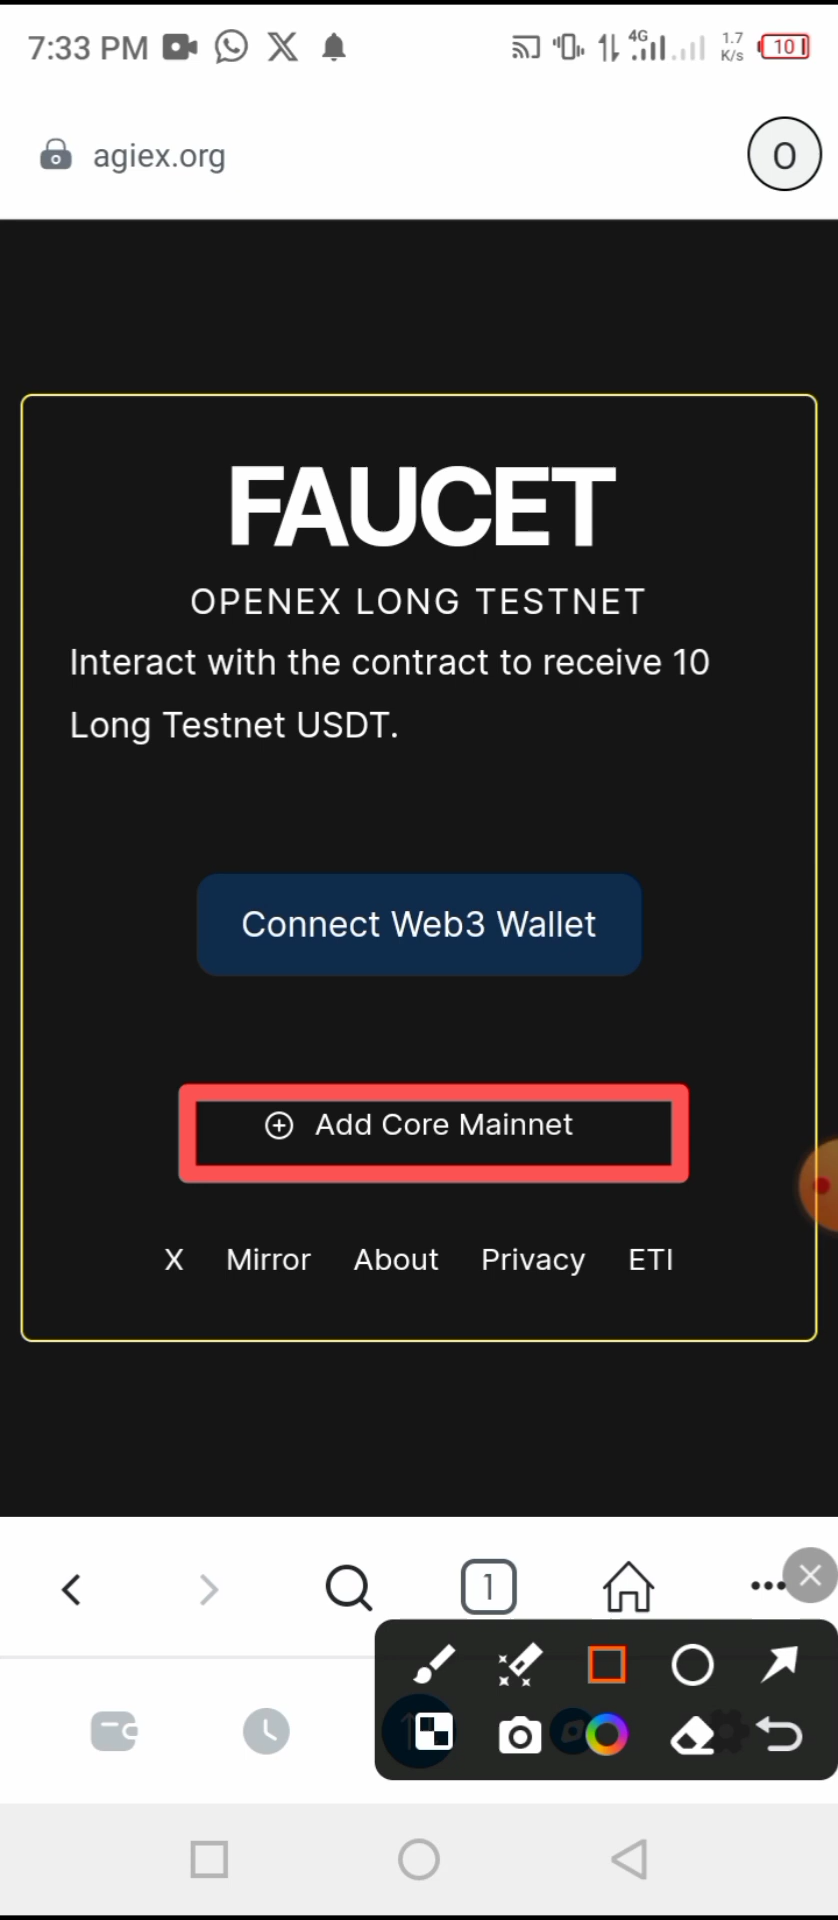 7:33 PM
4G
1.7
K/s
10
agiex.org
O
FAUCET
OPENEX LONG TESTNET
Interact with the contract to receive 10
Long Testnet USDT.
Connect Web3 Wallet
Add Core Mainnet
X Mirror About Privacy ETI
1